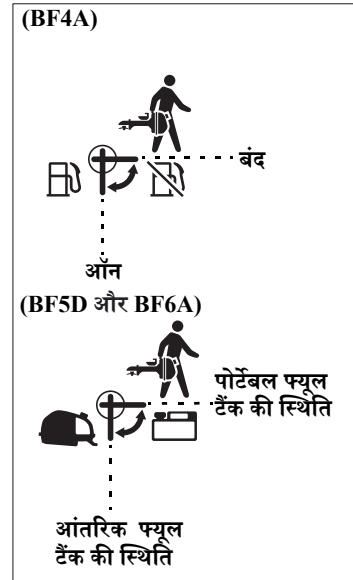 (BF4A)
बंद
ऑन
(BF5D और BF6A)
पोर्टेबल फ्यूल
टैंक की स्थिति
आंतरिक फ्यूल
टैंक की स्थिति